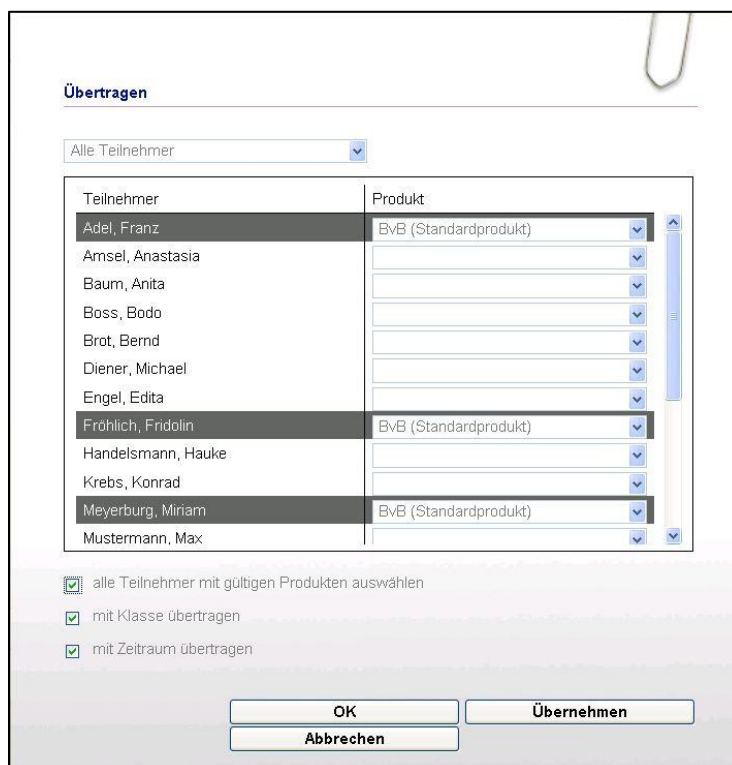 Übertragen
Alle Teilnehmer
Teilnehmer Produkt
Adel, Franz BvB (Standardprodukt)
Amsel, Anastasia
Baum, Anita
Boss, Bodo
Brot, Bernd
Diener, Michael
Engel, Edita
Fröhlich, Fridolin BvB (Standardprodukt)
Handelsmann, Hauke
Krebs, Konrad
Meyerburg, Miriam BvB (Standardprodukt)
Mustermann, Max
alle Teilnehmer mit gültigen Produkten auswählen
mit Klasse übertragen
mit Zeitraum übertragen
OK Übernehmen
Abbrechen